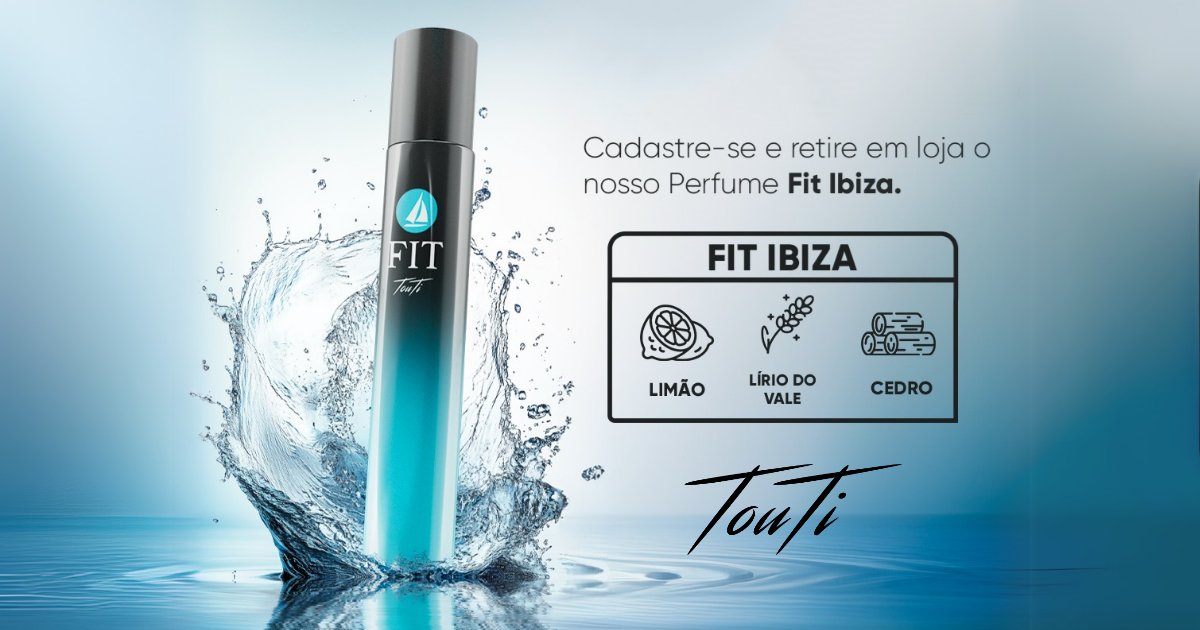 Cadastre-se e retire em loja o
nosso Perfume Fit Ibiza.
FIT IBIZA
LIMÃO
LÍRIO DO
VALE
CEDRO
TouTi
FIT
TouTi